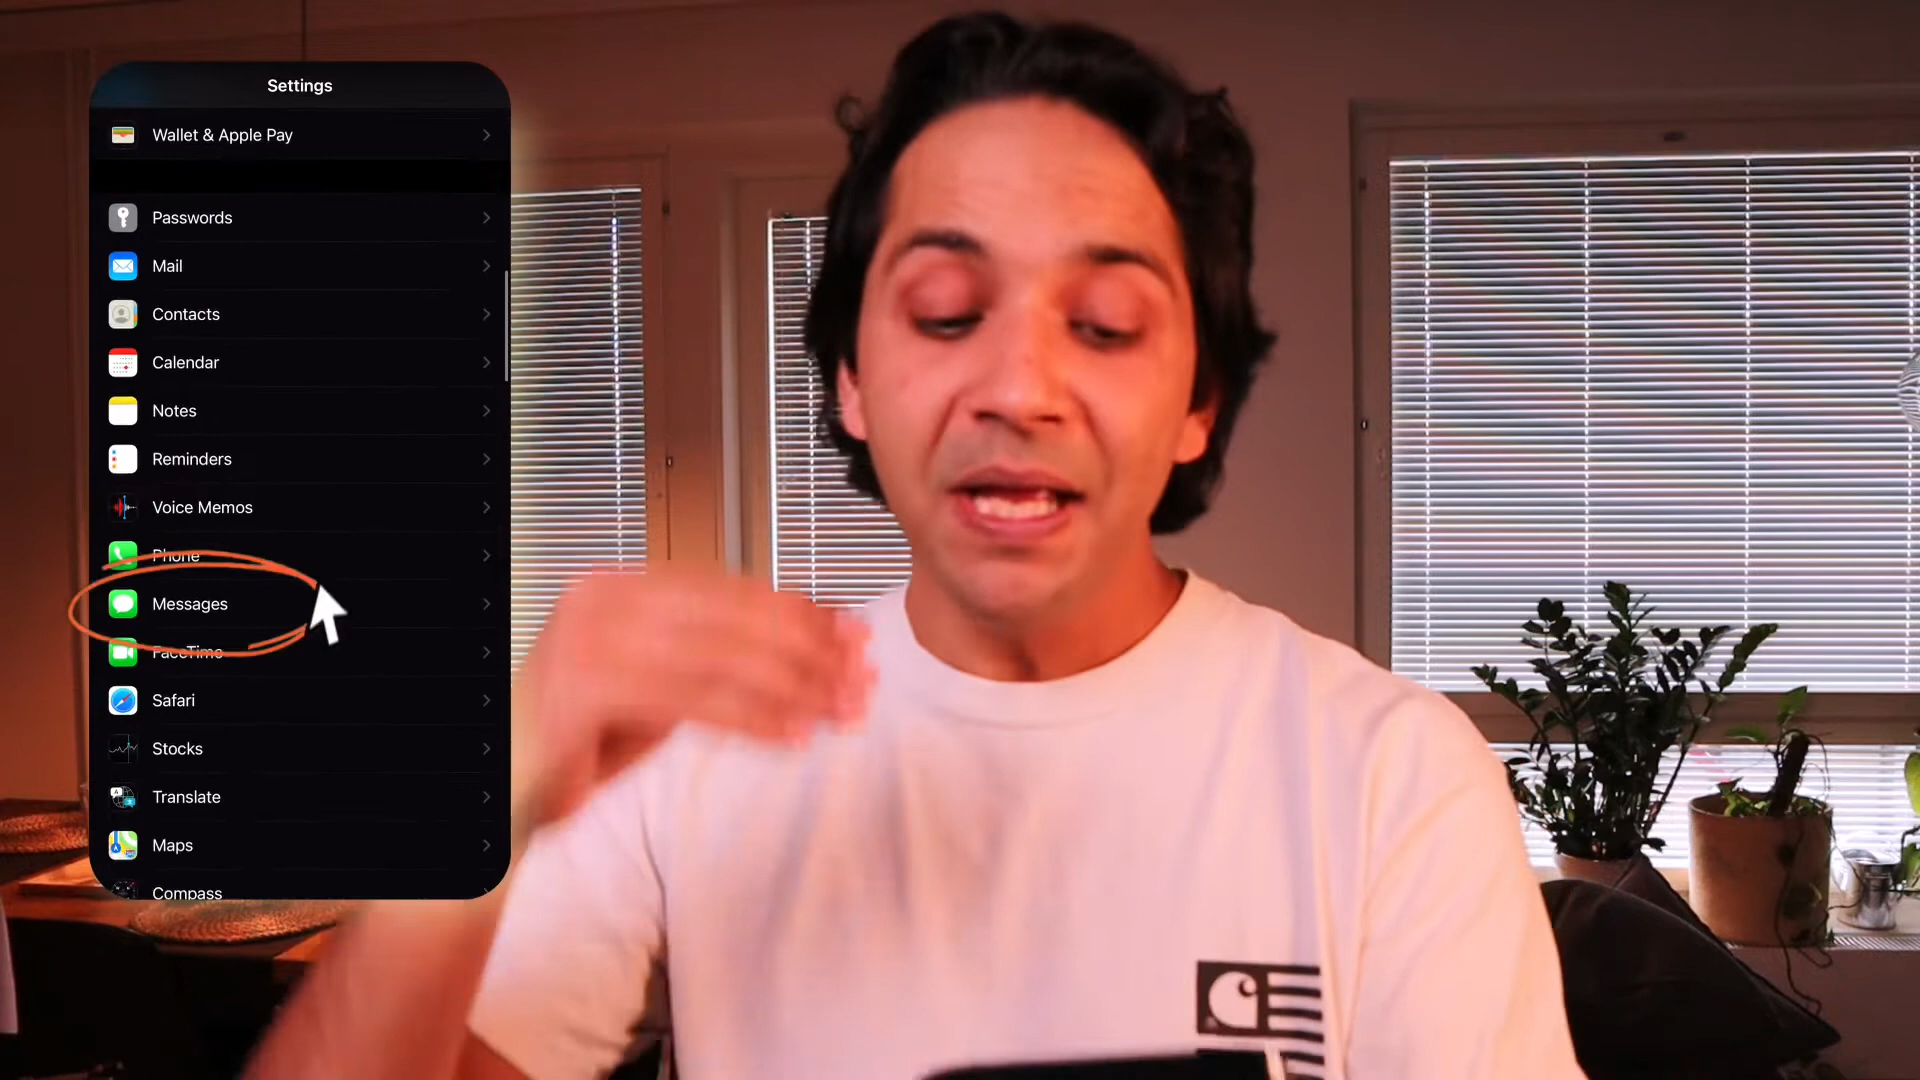 Settings
Wallet & Apple Pay
Passwords
Mail
Contacts
Calendar
Notes
Reminders
Voice Memos
Phone
Messages
FaceTime
Safari
Stocks
Translate
Maps
Compass